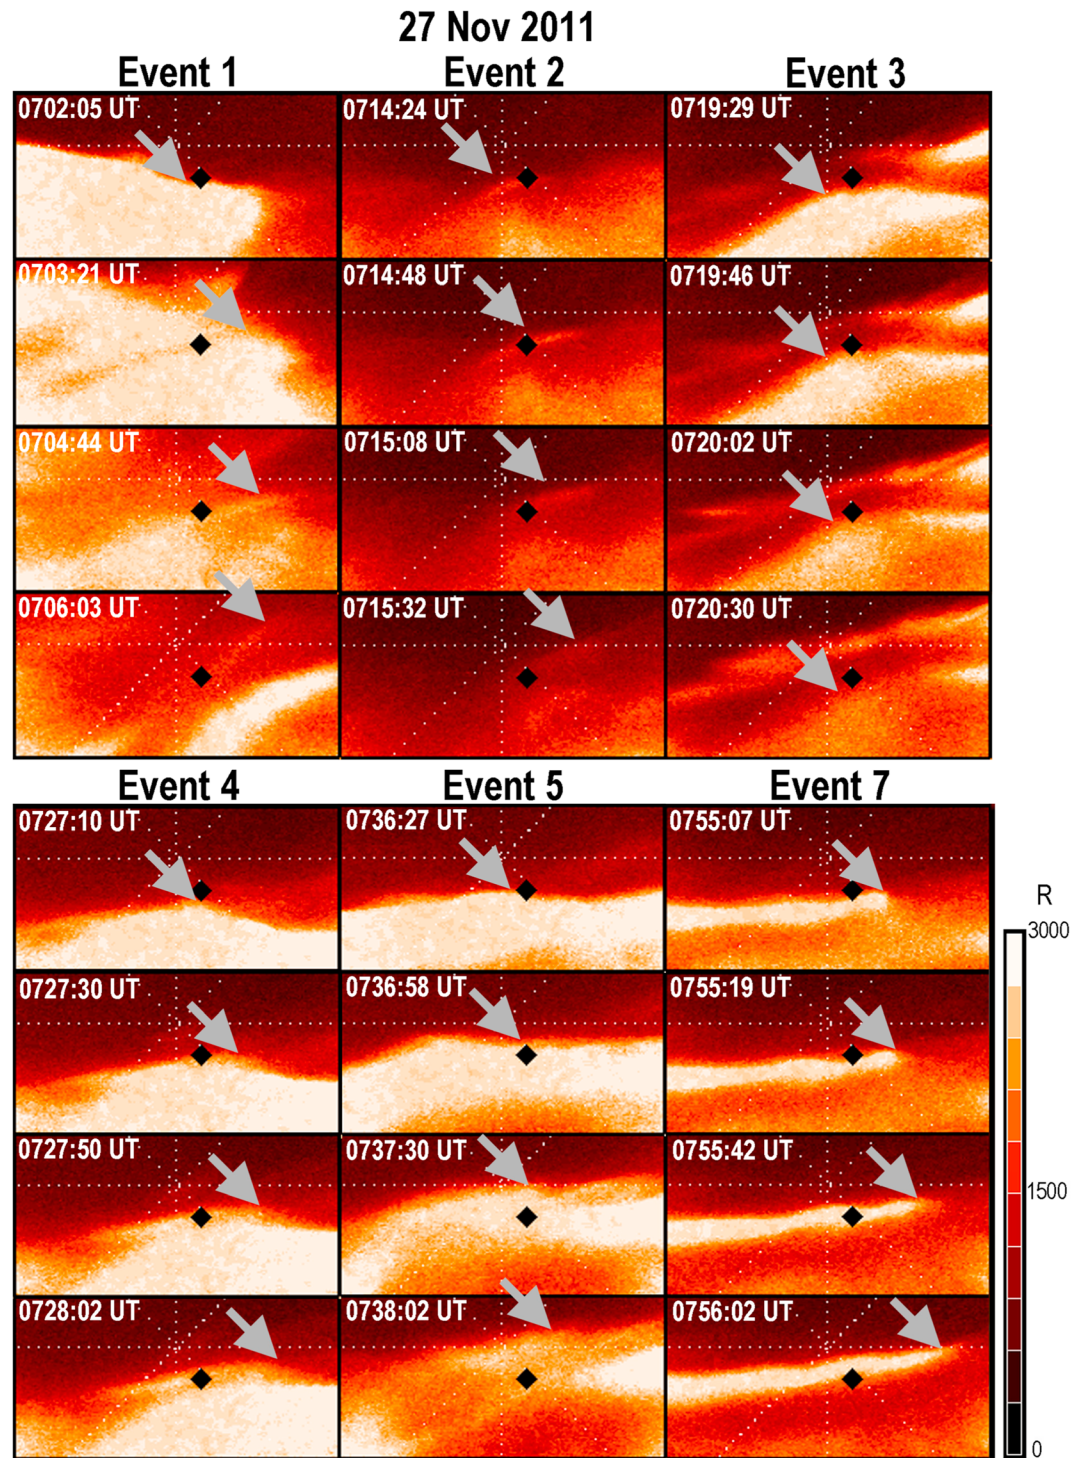 27 Nov 2011
Event 1 Event 2 Event 3
0702:05 UT 0714:24 UT 0719:29 UT
0703:21 UT 0714:48 UT 0719:46 UT
0704:44 UT 0715:08 UT 0720:02 UT
0706:03 UT 0715:32 UT 0720:30 UT
Event 4 Event 5 Event 7
0727:10 UT 0736:27 UT 0755:07 UT
R
3000
0727:30 UT 0736:58 UT 0755:19 UT
0727:50 UT 0737:30 UT 0755:42 UT
1500
0728:02 UT 0738:02 UT 0756:02 UT
0